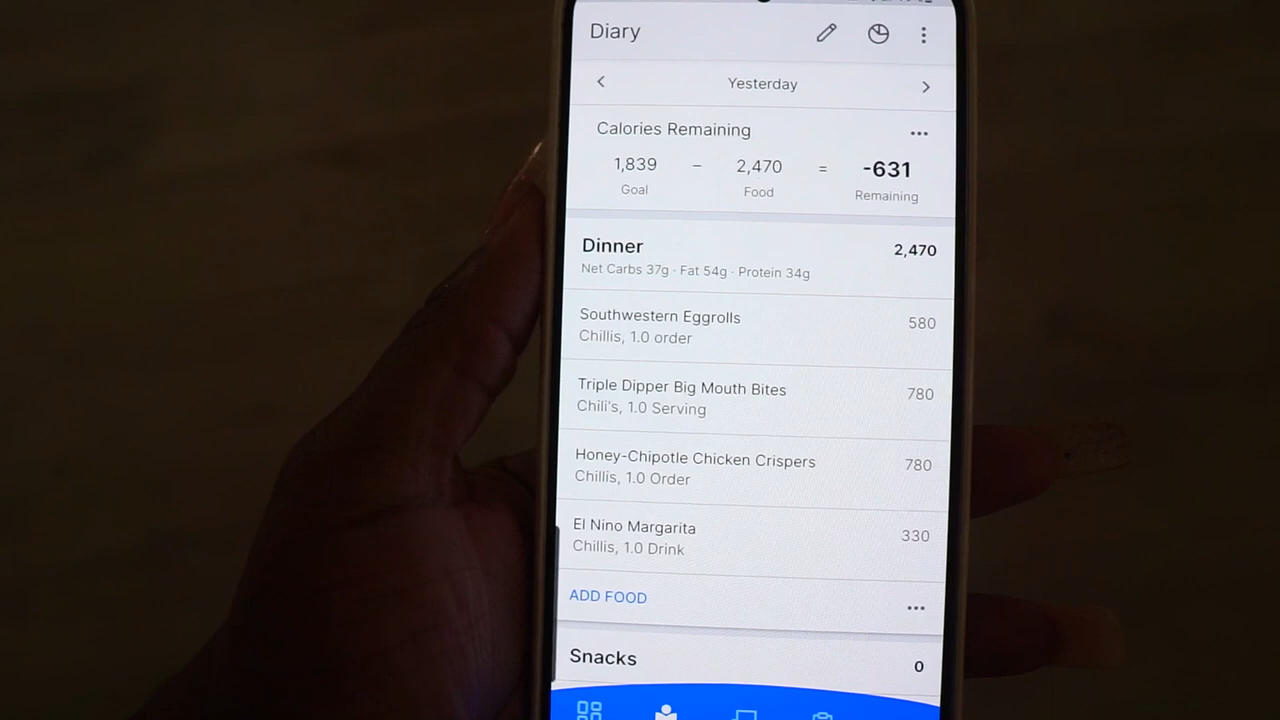 Diary
Yesterday
Calories Remaining
1,839 – 2,470 = -631
Goal Food Remaining
Dinner 2,470
Net Carbs 37g · Fat 54g · Protein 34g
Southwestern Eggrolls 580
Chillis, 1.0 order
Triple Dipper Big Mouth Bites 780
Chili's, 1.0 Serving
Honey-Chipotle Chicken Crispers 780
Chillis, 1.0 Order
El Nino Margarita 330
Chillis, 1.0 Drink
ADD FOOD
Snacks 0